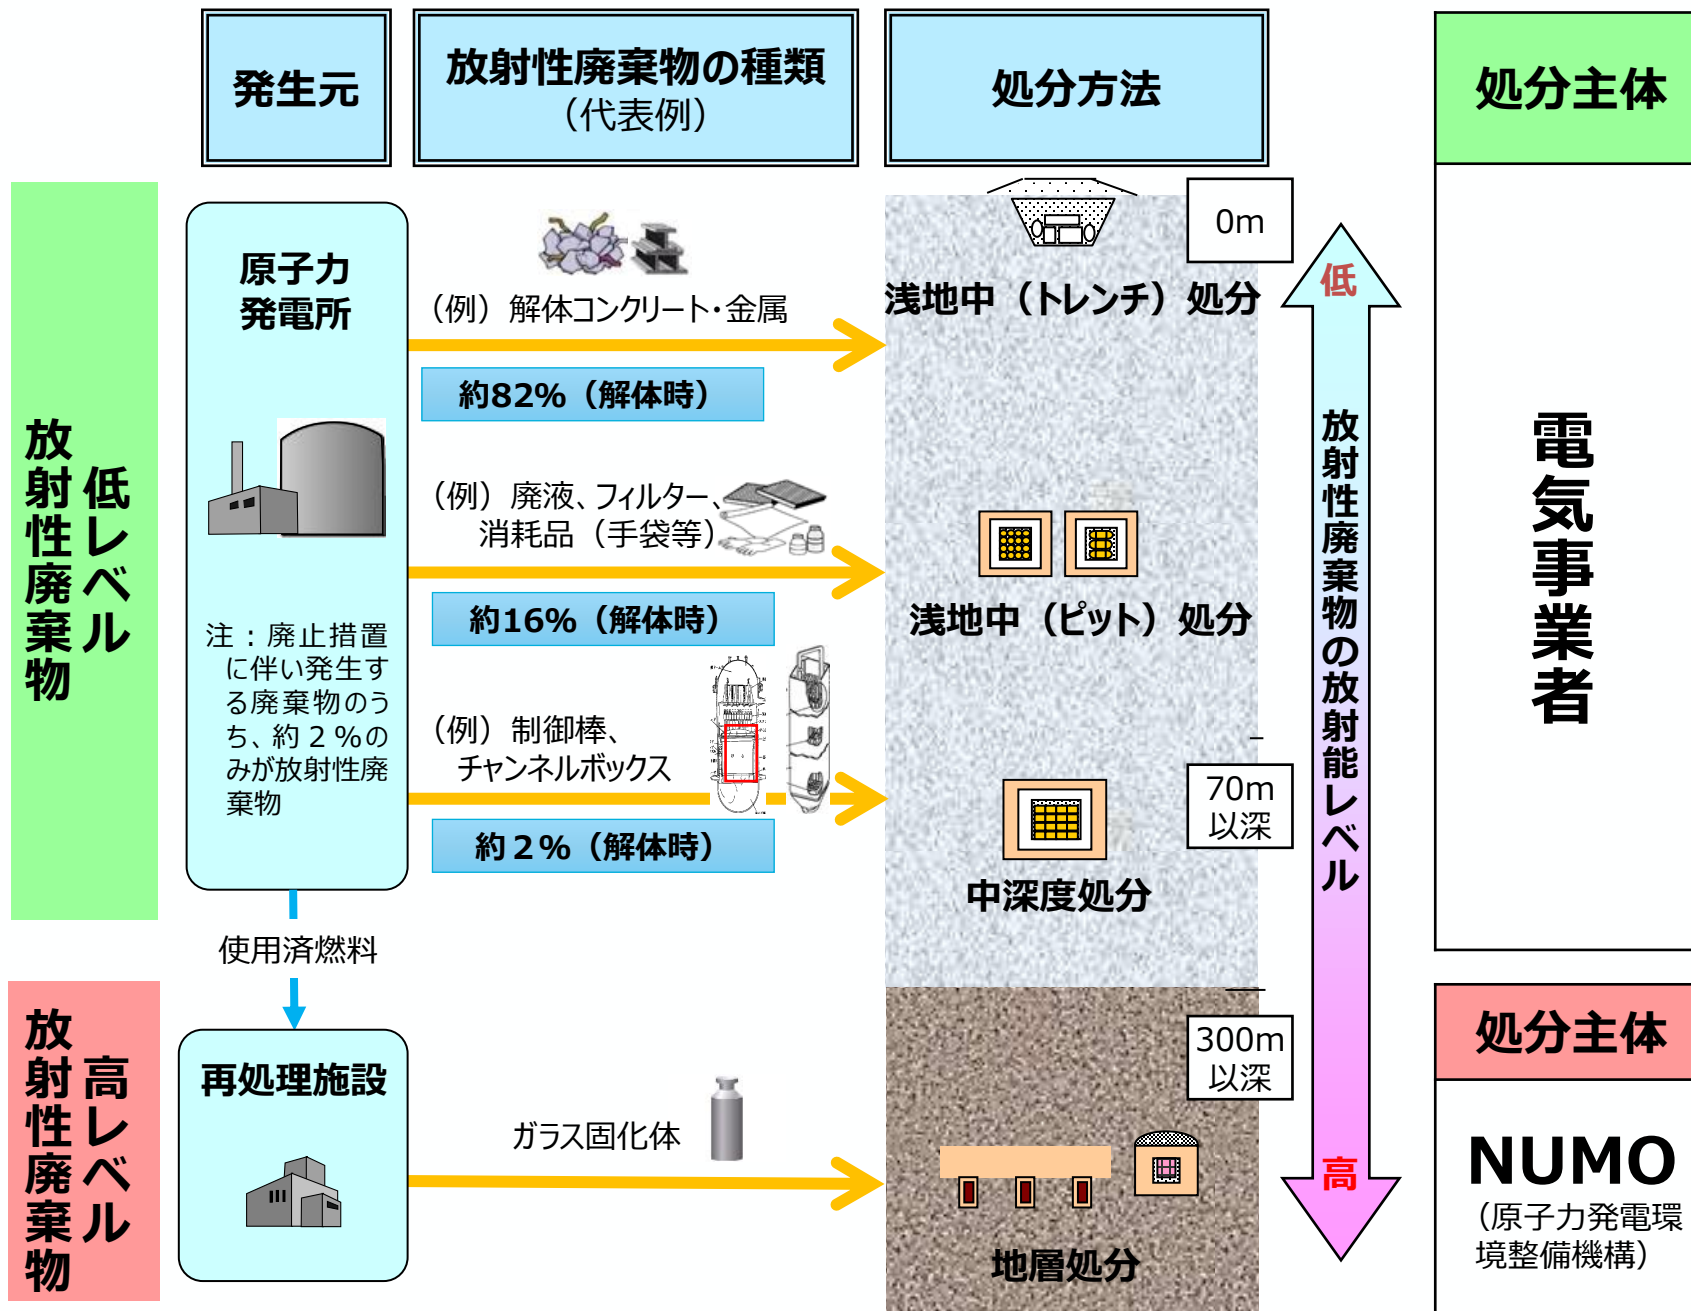 発生元
放射性廃棄物の種類
（代表例）
処分方法
処分主体
低レベル
放射性廃棄物
原子力
発電所
注：廃止措置
に伴い発生す
る廃棄物のう
ち、約２％の
みが放射性廃
棄物
（例）解体コンクリート・金属
約82%（解体時）
（例）廃液、フィルター、
消耗品（手袋等）
約16%（解体時）
（例）制御棒、
チャンネルボックス
約２%（解体時）
0m
浅地中（トレンチ）処分
浅地中（ピット）処分
70m
以深
中深度処分
低
放射性廃棄物の放射能レベル
高
電気事業者
使用済燃料
高レベル
放射性廃棄物
再処理施設
ガラス固化体
300m
以深
地層処分
処分主体
NUMO
（原子力発電環
境整備機構）